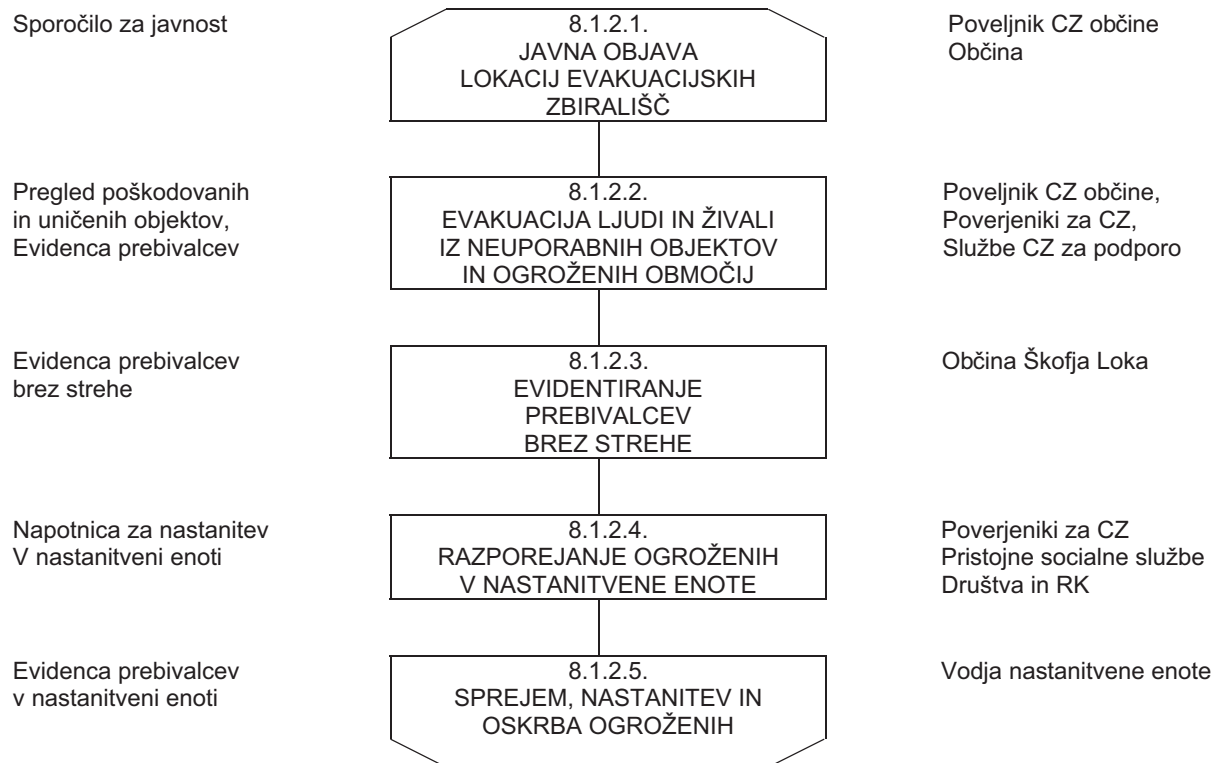 Sporočilo za javnost
8.1.2.1.
JAVNA OBJAVA
LOKACIJ EVAKUACIJSKIH
ZBIRALIŠČ
Poveljnik CZ občine
Občina
Pregled poškodovanih
in uničenih objektov,
Evidenca prebivalcev
8.1.2.2.
EVAKUACIJA LJUDI IN ŽIVALI
IZ NEUPORABNIH OBJEKTOV
IN OGROŽENIH OBMOČIJ
Poveljnik CZ občine,
Poverjeniki za CZ,
Službe CZ za podporo
Evidenca prebivalcev
brez strehe
8.1.2.3.
EVIDENTIRANJE
PREBIVALCEV
BREZ STREHE
Občina Škofja Loka
Napotnica za nastanitev
V nastanitveni enoti
8.1.2.4.
RAZPOREJANJE OGROŽENIH
V NASTANITVENE ENOTE
Poverjeniki za CZ
Pristojne socialne službe
Društva in RK
Evidenca prebivalcev
v nastanitveni enoti
8.1.2.5.
SPREJEM, NASTANITEV IN
OSKRBA OGROŽENIH
Vodja nastanitvene enote